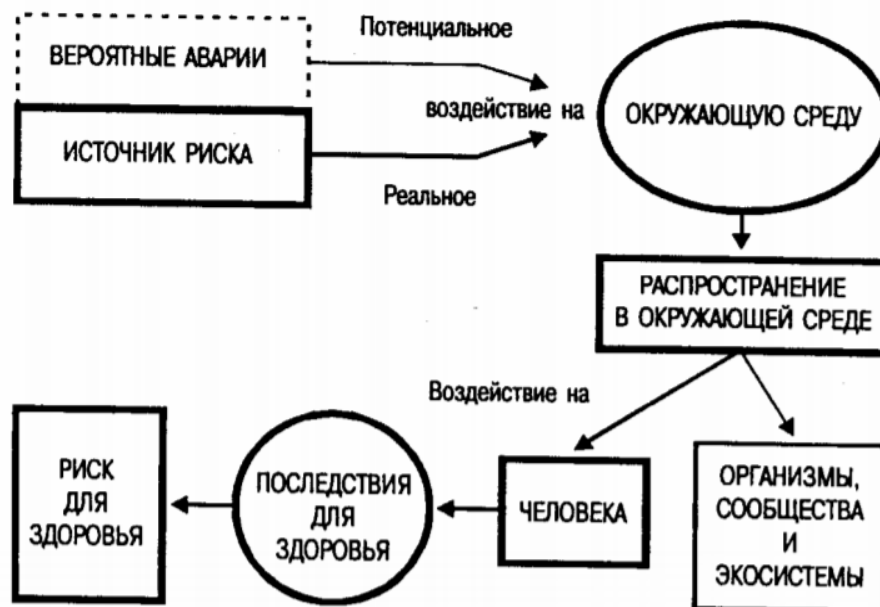 Потенциальное
ВЕРОЯТНЫЕ АВАРИИ
воздействие на
ОКРУЖАЮЩУЮ СРЕДУ
ИСТОЧНИК РИСКА
Реальное
РАСПРОСТРАНЕНИЕ
В ОКРУЖАЮЩЕЙ СРЕДЕ
Воздействие на
РИСК
ДЛЯ
ЗДОРОВЬЯ
ПОСЛЕДСТВИЯ
ДЛЯ
ЗДОРОВЬЯ
ЧЕЛОВЕКА
ОРГАНИЗМЫ,
СООБЩЕСТВА
И
ЭКОСИСТЕМЫ